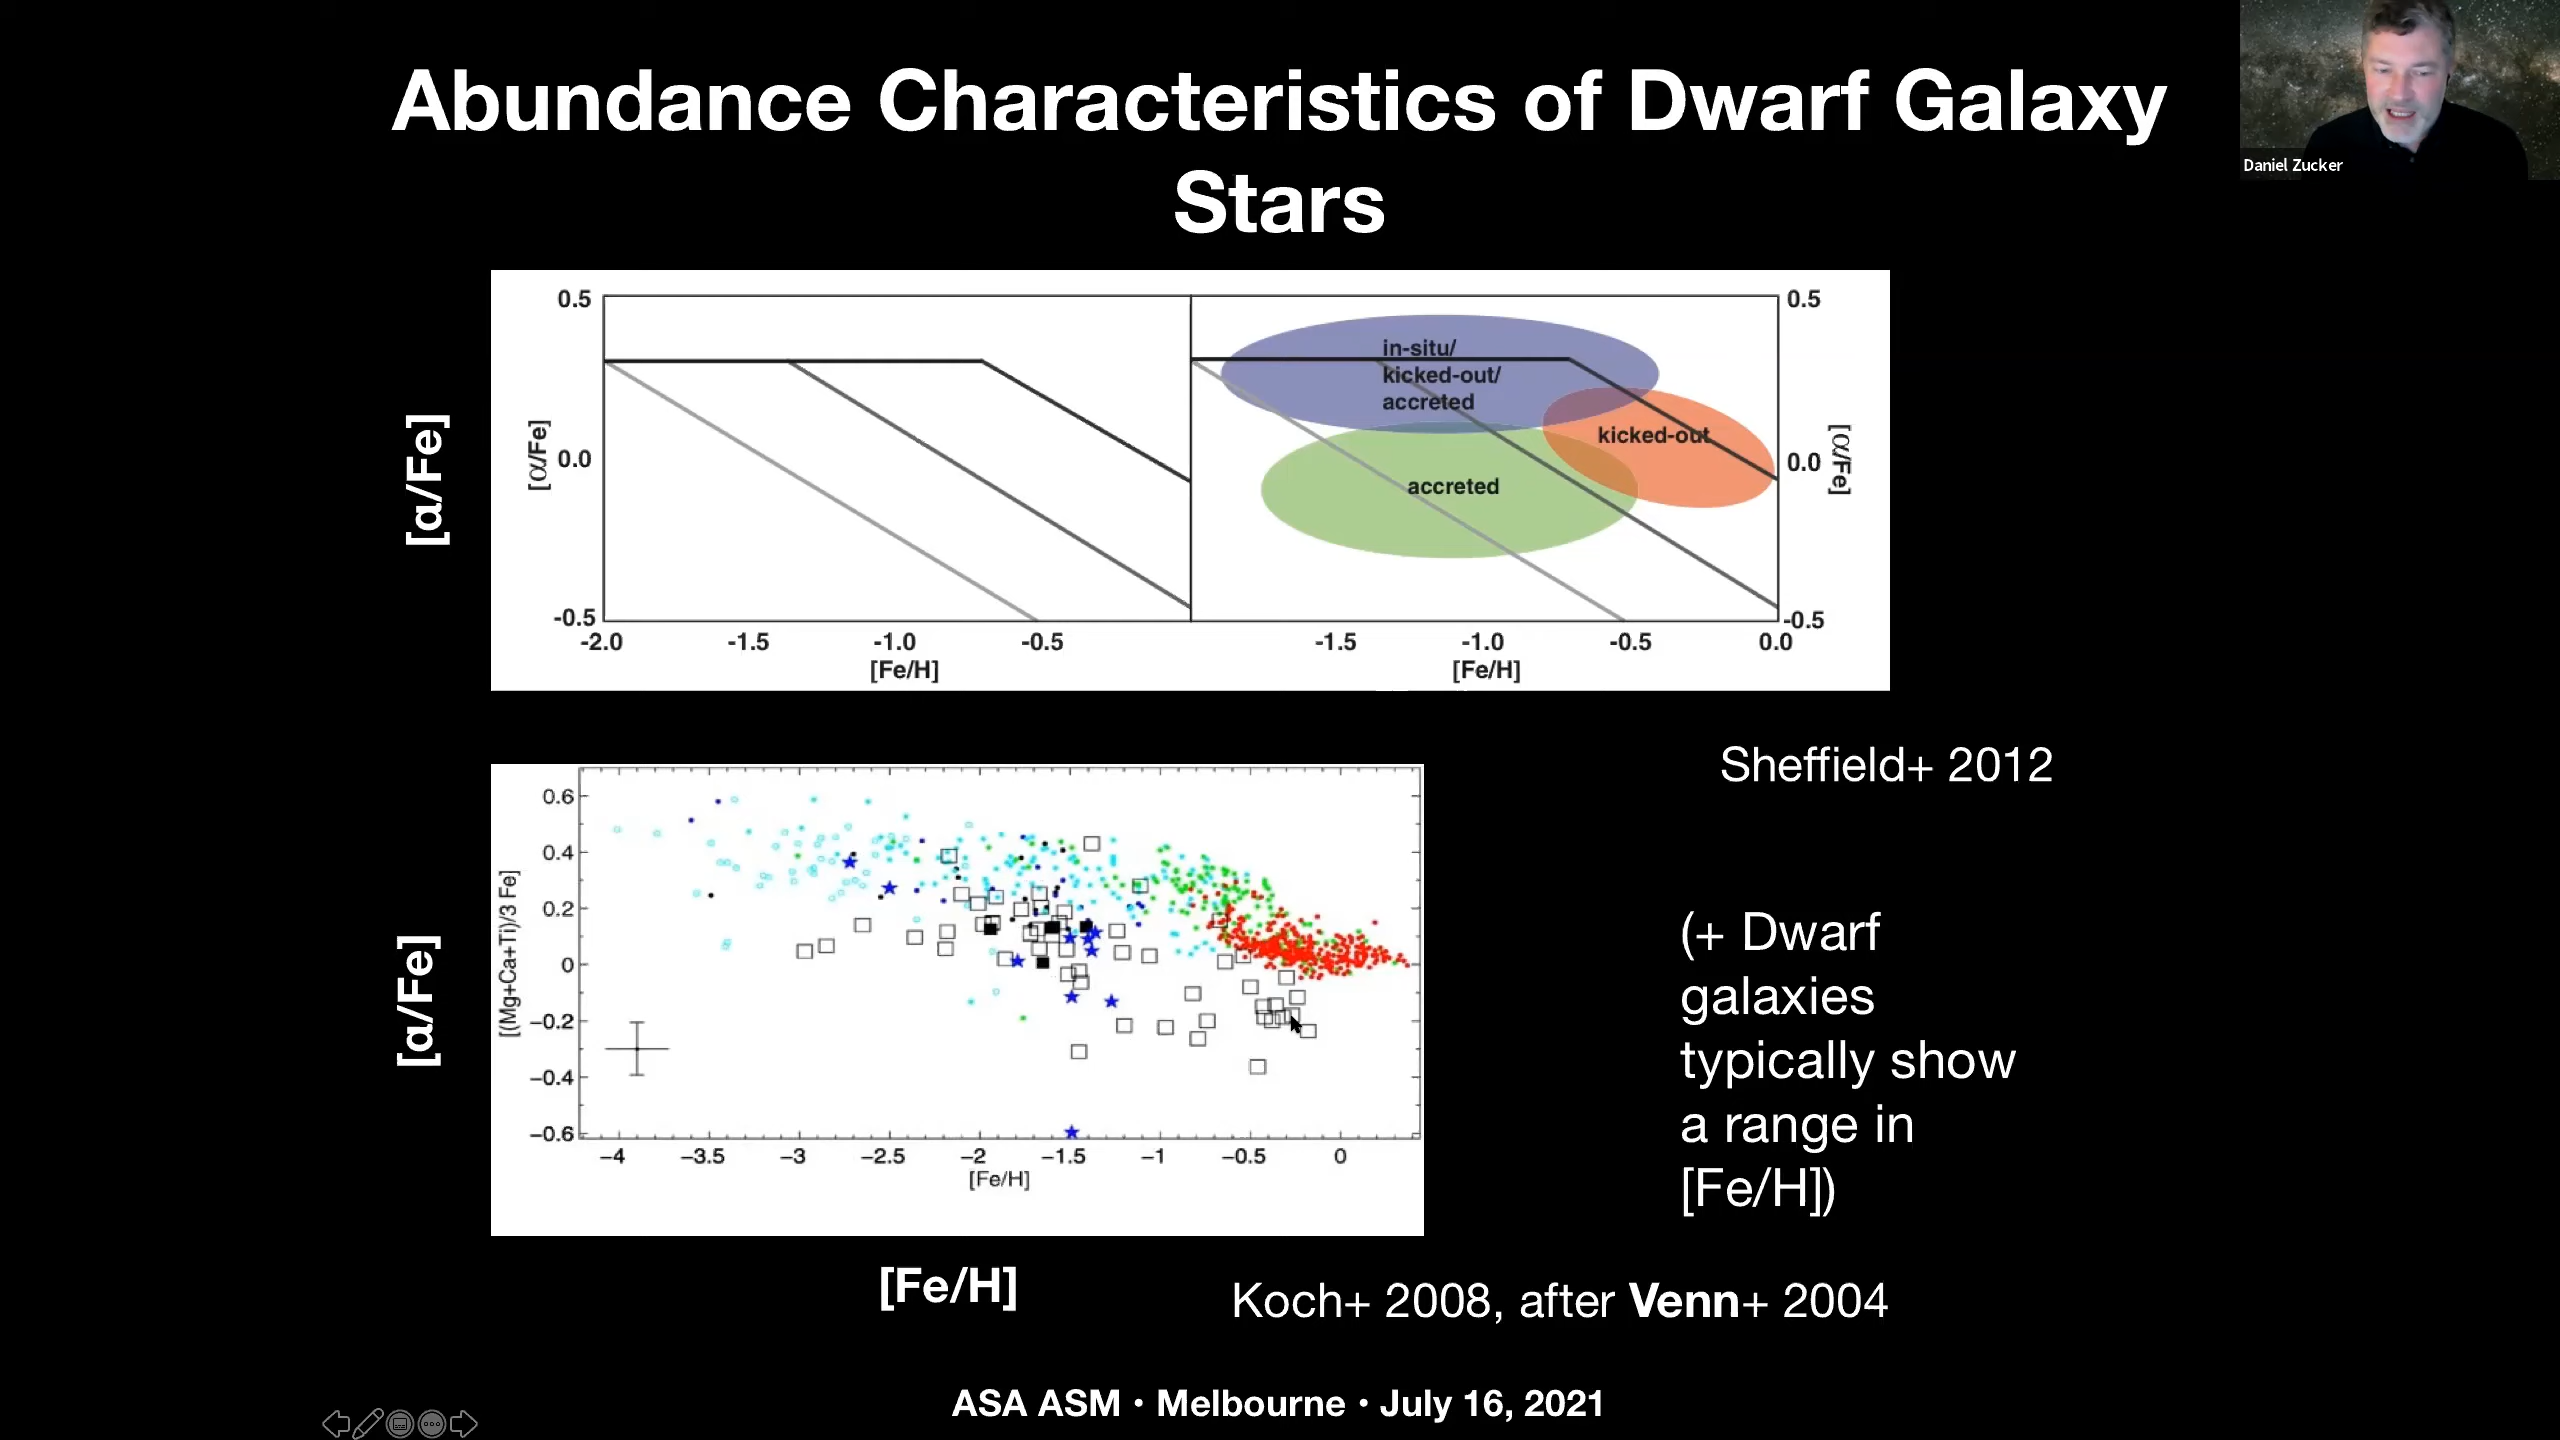 Abundance Characteristics of Dwarf Galaxy
Stars
Daniel Zucker
[α/Fe]
0.5
0.0
-0.5
[α/Fe]
-2.0
-1.5
-1.0
-0.5
[Fe/H]
in-situ/
kicked-out/
accreted
kicked-out
accreted
0.5
0.0
-0.5
[α/Fe]
-1.5
-1.0
-0.5
0.0
[Fe/H]
Sheffield+ 2012
[α/Fe]
[(Mg+Ca+Ti)/3 Fe]
0.6
0.4
0.2
0
−0.2
−0.4
−0.6
−4
−3.5
−3
−2.5
−2
−1.5
−1
−0.5
0
[Fe/H]
(+ Dwarf
galaxies
typically show
a range in
[Fe/H])
[Fe/H]
Koch+ 2008, after Venn+ 2004
ASA ASM • Melbourne • July 16, 2021